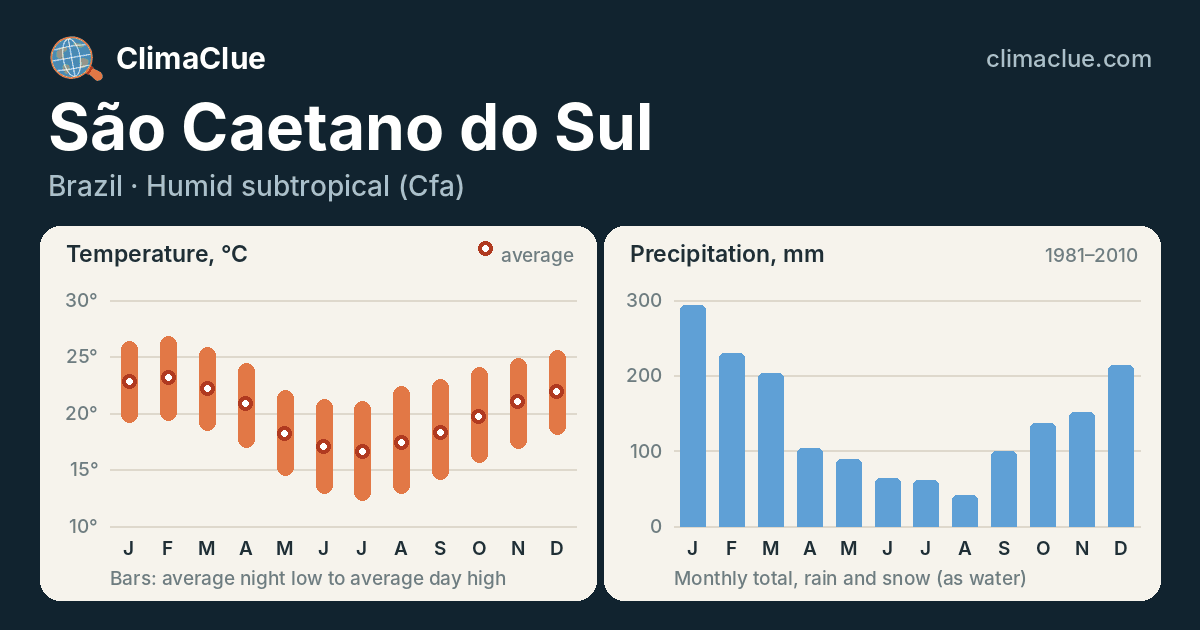 ClimaClue
climaclue.com
São Caetano do Sul
Brazil · Humid subtropical (Cfa)
Temperature, °C
average
30°
25°
20°
15°
10°
J F M A M J J A S O N D
Bars: average night low to average day high
Precipitation, mm
1981–2010
300
200
100
0
J F M A M J J A S O N D
Monthly total, rain and snow (as water)